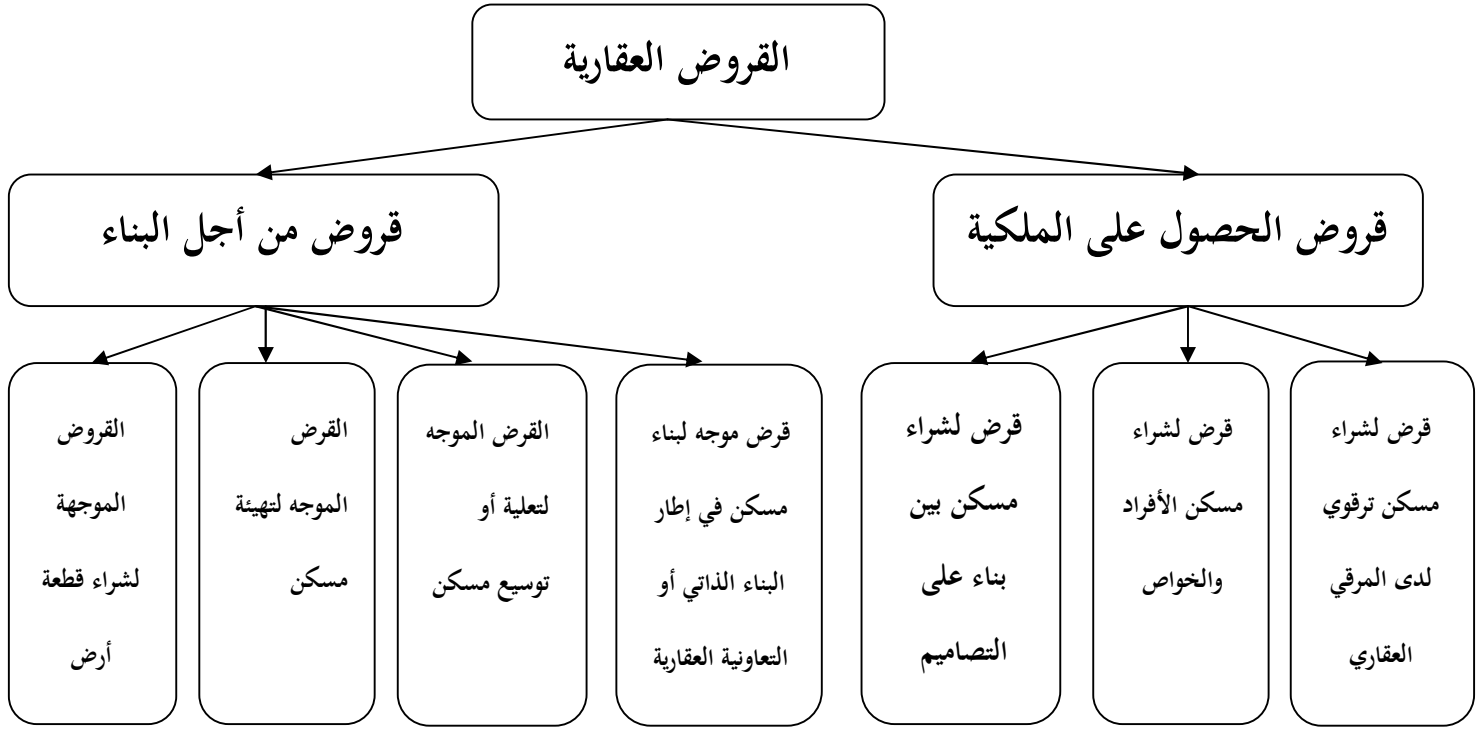 القروض العقارية
قروض الحصول على الملكية
قروض من أجل البناء
قرض لشراء
مسكن ترقوي
لدى المرقي
العقاري
قرض لشراء
مسكن الأفراد
والخواص
قرض لشراء
مسكن بين
بناء على
التصاميم
قرض موجه لبناء
مسكن في إطار
البناء الذاتي أو
التعاونية العقارية
القرض الموجه
لتعلية أو
توسيع مسكن
القرض
الموجه لتهيئة
مسكن
القروض
الموجهة
لشراء قطعة
أرض